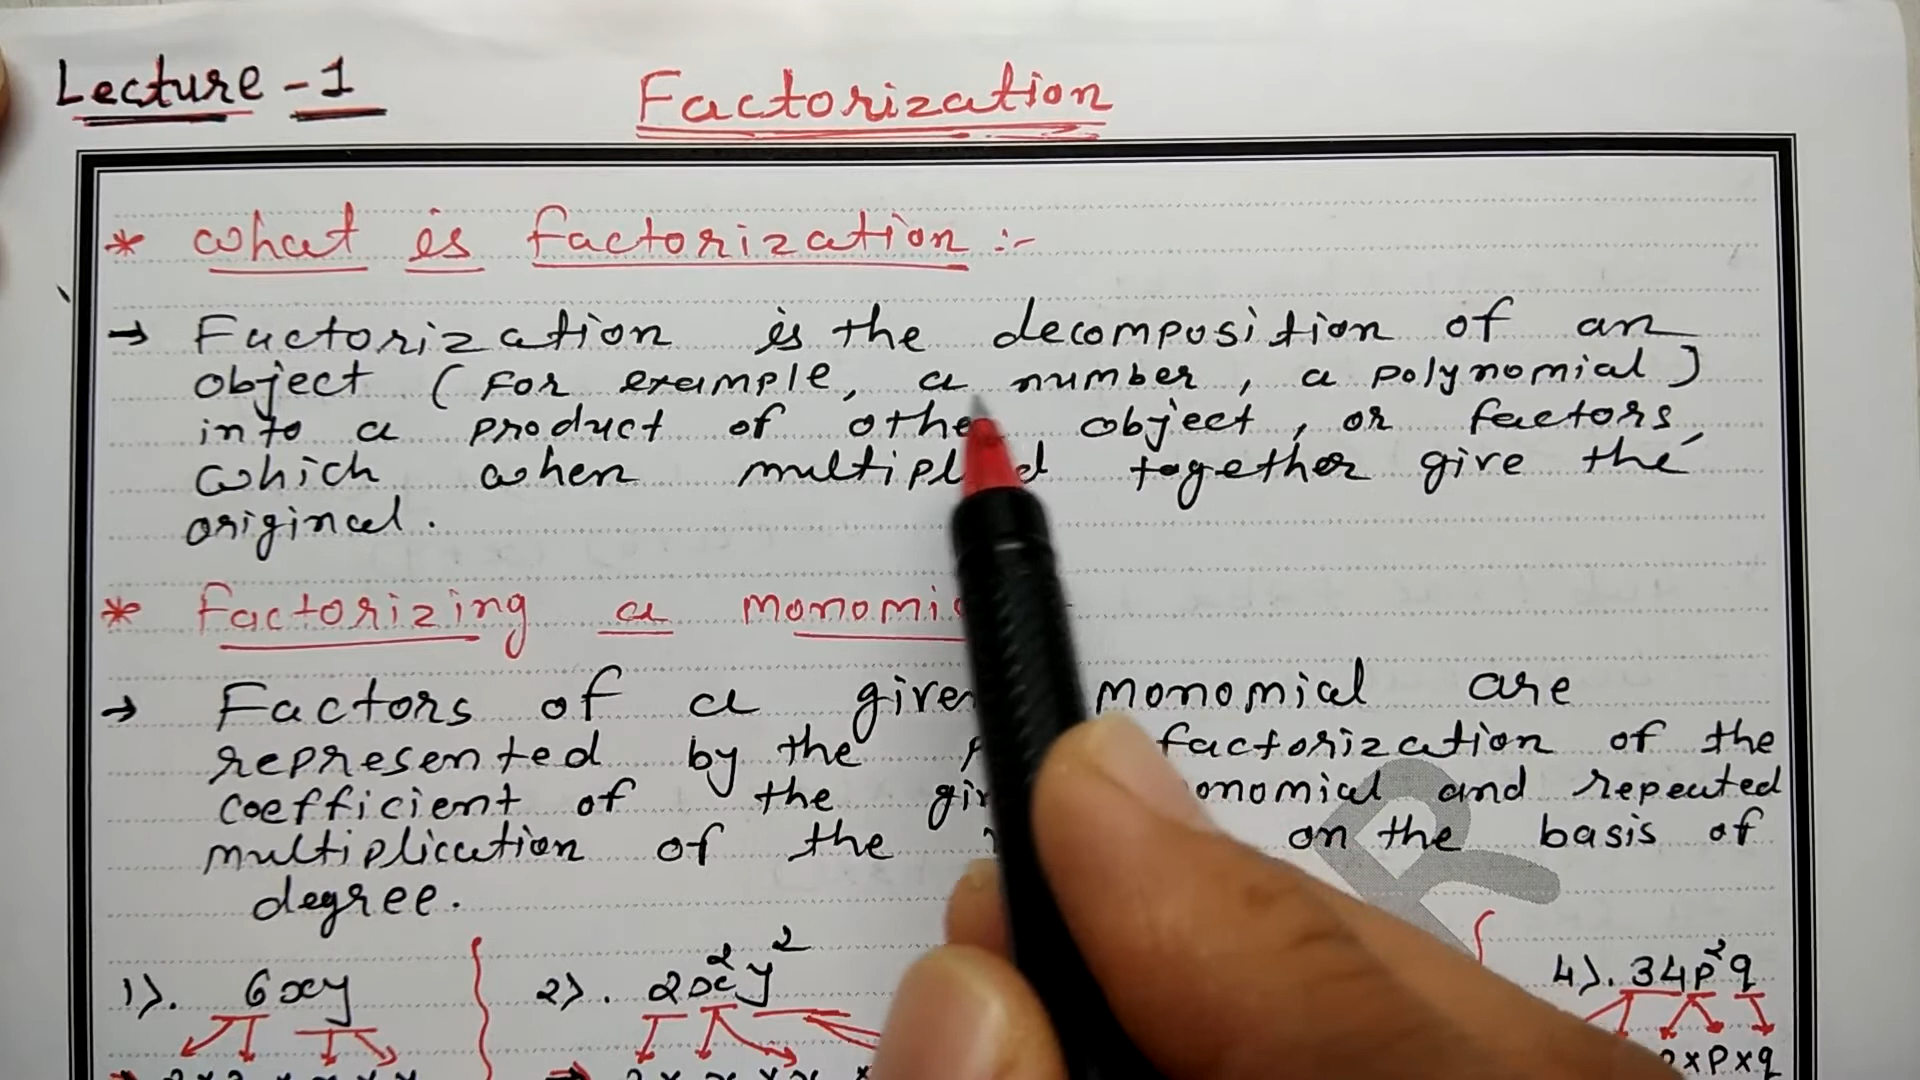 Lecture - 1
Factorization
* What is factorization :-
→ Factorization is the decomposition of an
object (For example, a number, a polynomial)
into a product of other object, or factors,
which when multiplied together give the
original.
* Factorizing a
→ Factors of a given monomial are
represented by the factorization of the
coefficient of the and repeated
multiplication of the on the basis of
degree.
1). 6xy 2). 2x²y² 4). 34p²q
×p×q